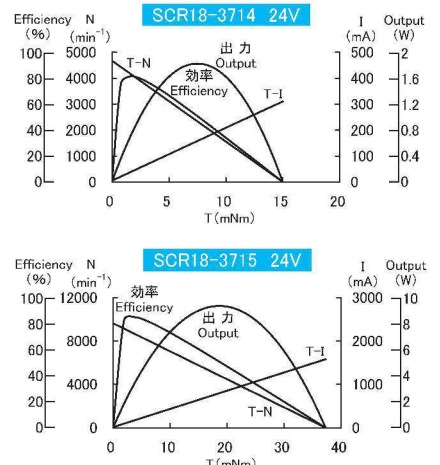 SCR18-3714 24V
Efficiency N
(%) (min⁻¹)
I Output
(mA) (W)
出力
Output
効率
Efficiency
T-N
T-I
100 5000 500 2
80 4000 400 1.6
60 3000 300 1.2
40 2000 200 0.8
20 1000 100 0.4
0 0 0 0
0 5 10 15 20
T(mNm)
SCR18-3715 24V
Efficiency N
(%) (min⁻¹)
I Output
(mA) (W)
効率
Efficiency
出力
Output
T-I
T-N
100 12000 3000 10
80 8
60 8000 2000 6
40 4000 1000 4
20 2
0 0 0 0
0 10 20 30 40
T(mNm)